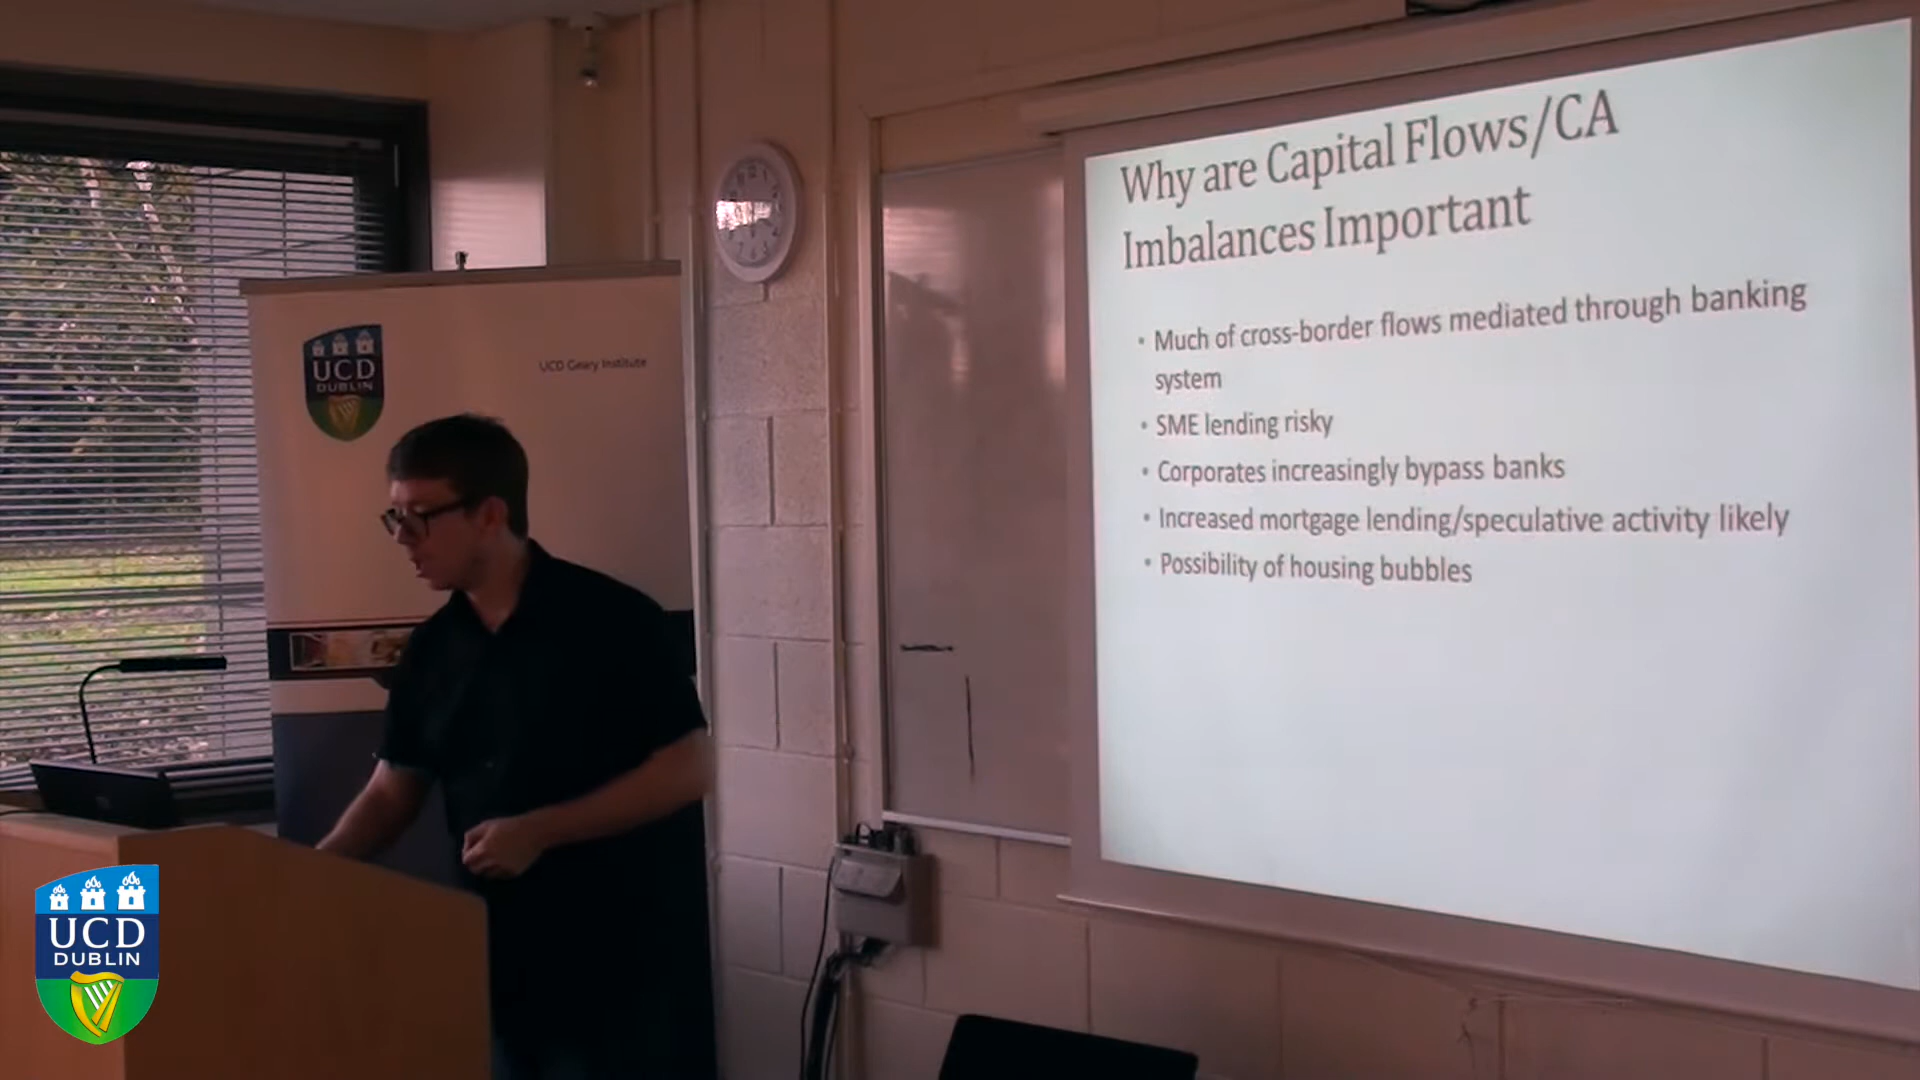 Why are Capital Flows/CA
Imbalances Important
• Much of cross-border flows mediated through banking
system
• SME lending risky
• Corporates increasingly bypass banks
• Increased mortgage lending/speculative activity likely
• Possibility of housing bubbles
UCD
DUBLIN
UCD Geary Institute
UCD
DUBLIN